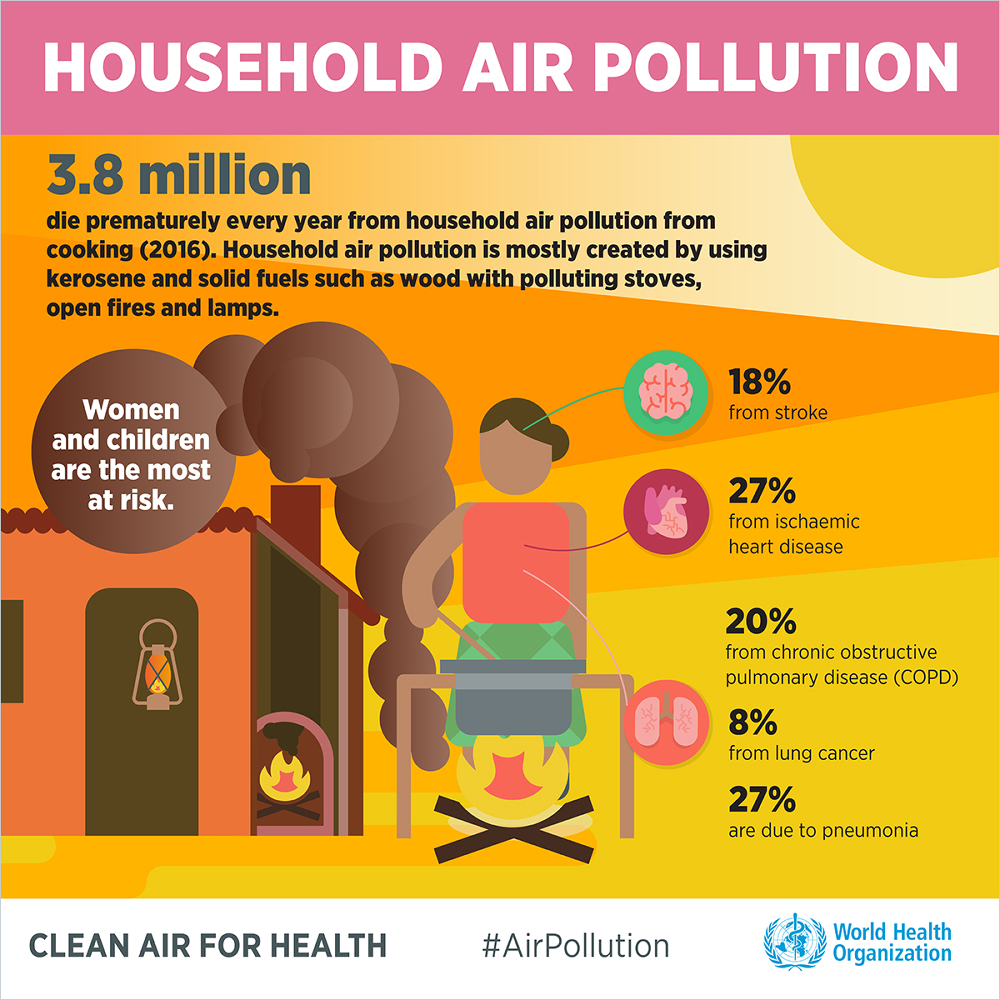 HOUSEHOLD AIR POLLUTION
3.8 million
die prematurely every year from household air pollution from
cooking (2016). Household air pollution is mostly created by using
kerosene and solid fuels such as wood with polluting stoves,
open fires and lamps.
Women
and children
are the most
at risk.
18%
from stroke
27%
from ischaemic
heart disease
20%
from chronic obstructive
pulmonary disease (COPD)
8%
from lung cancer
27%
are due to pneumonia
CLEAN AIR FOR HEALTH
#AirPollution
World Health
Organization